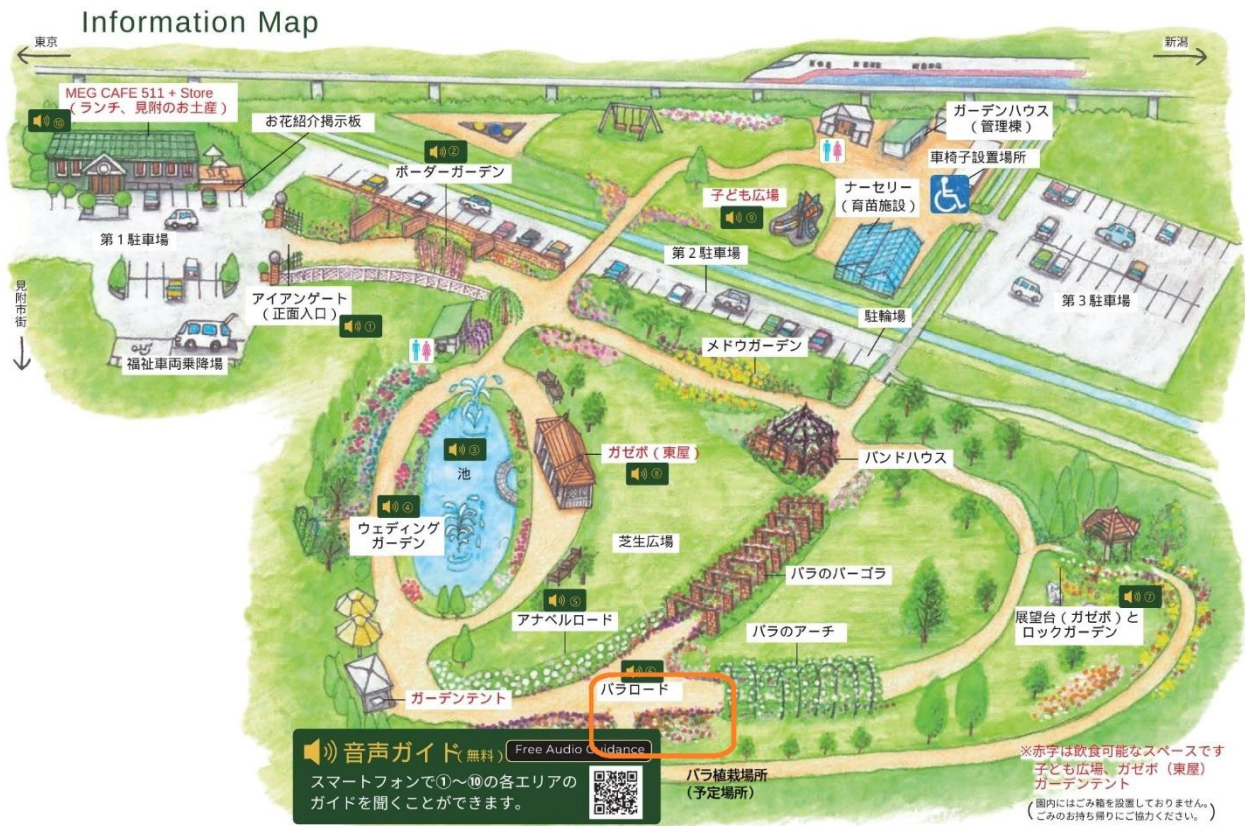 Information Map
東京
新潟
MEG CAFE 511 + Store
(ランチ、見附のお土産)
⑩
お花紹介掲示板
②
ボーダーガーデン
ガーデンハウス
(管理棟)
車椅子設置場所
子ども広場
⑨
ナーセリー
(育苗施設)
第1駐車場
第2駐車場
第3駐車場
見附市街
アイアンゲート
(正面入口)
①
駐輪場
福祉車両乗降場
メドウガーデン
③
池
ガゼボ(東屋)
⑧
バンドハウス
④
ウェディング
ガーデン
芝生広場
バラのパーゴラ
⑤
アナベルロード
⑦
展望台(ガゼボ)と
ロックガーデン
バラのアーチ
⑥
バラロード
ガーデンテント
音声ガイド(無料) Free Audio Guidance
スマートフォンで①～⑩の各エリアの
ガイドを聞くことができます。
バラ植栽場所
(予定場所)
※赤字は飲食可能なスペースです
子ども広場、ガゼボ(東屋)
ガーデンテント
(園内にはごみ箱を設置しておりません。
ごみのお持ち帰りにご協力ください。)